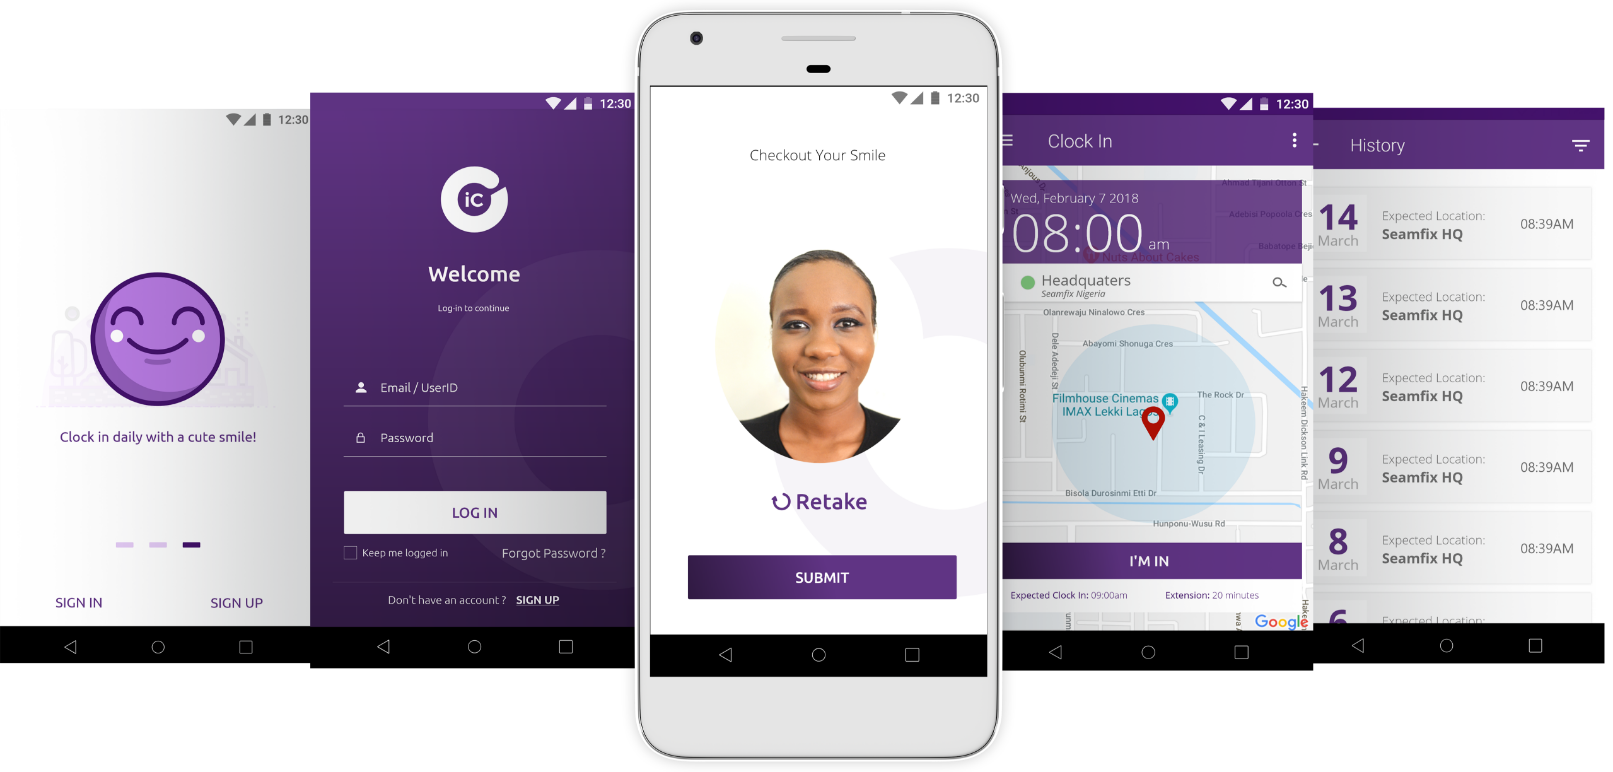 12:30
Clock in daily with a cute smile!
SIGN IN
SIGN UP
12:30
iC
Welcome
Log-in to continue
Email / UserID
Password
LOG IN
Keep me logged in
Forgot Password ?
Don't have an account ? SIGN UP
12:30
Checkout Your Smile
Retake
SUBMIT
12:30
Clock In
Ahmad Tijani Otton St
Wed, February 7 2018
Adebisi Popoola Cres
08:00 am
Nuts About Cakes
Headquaters
Seamfix Nigeria
Olanrewaju Ninalowo Cres
Dele Adedeji St
Abayomi Shonuga Cres
Olubunmi Rotimi St
The Rock Dr
Filmhouse Cinemas
IMAX Lekki Lagos
C & I Leasing Dr
Hakeem Dickson Link Rd
Bisola Durosinmi Etti Dr
Hunponu-Wusu Rd
I'M IN
Expected Clock In: 09:00am
Extension: 20 minutes
Google
History
14
March
Expected Location:
Seamfix HQ
08:39AM
13
March
Expected Location:
Seamfix HQ
08:39AM
12
March
Expected Location:
Seamfix HQ
08:39AM
9
March
Expected Location:
Seamfix HQ
08:39AM
8
March
Expected Location:
Seamfix HQ
08:39AM
6
Expected Location: